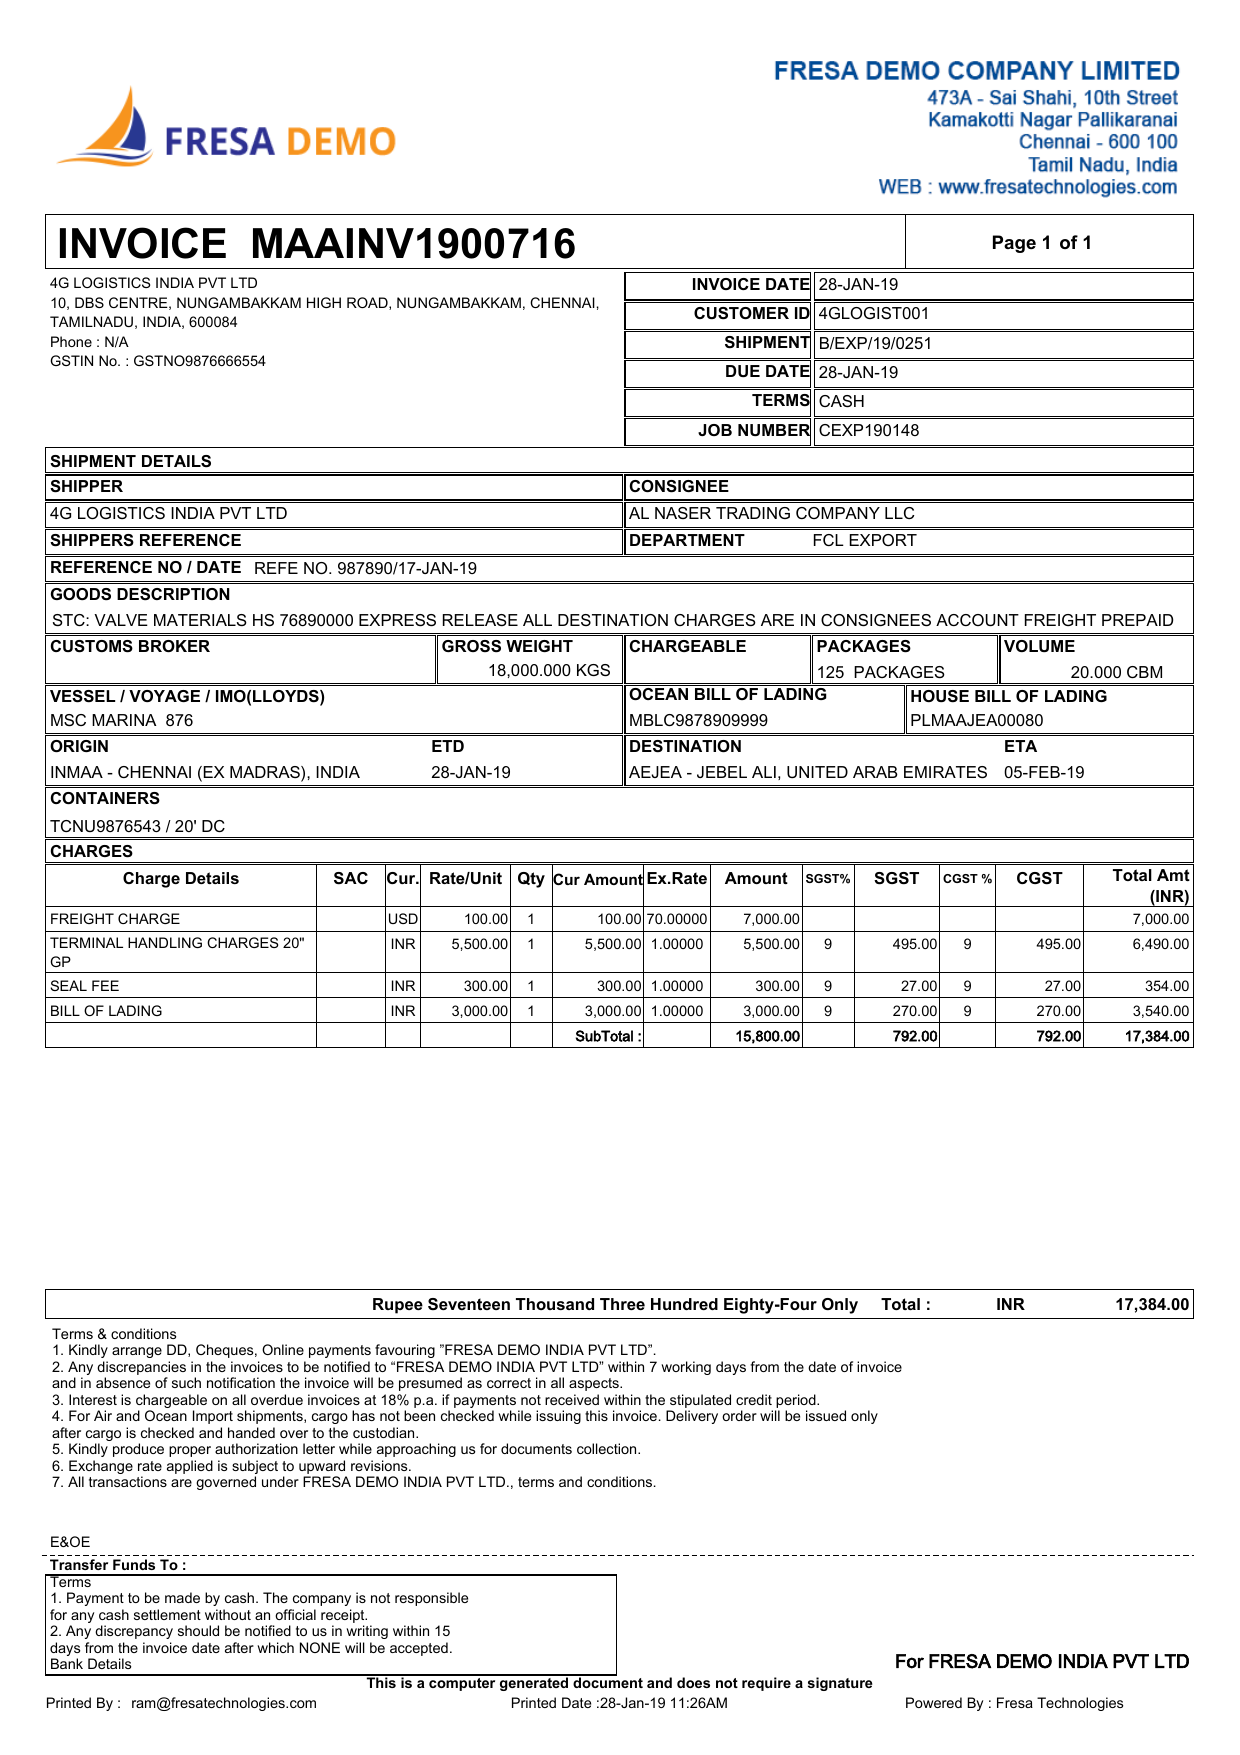 FRESA DEMO
FRESA DEMO COMPANY LIMITED
473A - Sai Shahi, 10th Street
Kamakotti Nagar Pallikaranai
Chennai - 600 100
Tamil Nadu, India
WEB : www.fresatechnologies.com
INVOICE MAAINV1900716 Page 1 of 1
4G LOGISTICS INDIA PVT LTD
10, DBS CENTRE, NUNGAMBAKKAM HIGH ROAD, NUNGAMBAKKAM, CHENNAI,
TAMILNADU, INDIA, 600084
Phone : N/A
GSTIN No. : GSTNO9876666554
INVOICE DATE 28-JAN-19
CUSTOMER ID 4GLOGIST001
SHIPMENT B/EXP/19/0251
DUE DATE 28-JAN-19
TERMS CASH
JOB NUMBER CEXP190148
SHIPMENT DETAILS
SHIPPER CONSIGNEE
4G LOGISTICS INDIA PVT LTD AL NASER TRADING COMPANY LLC
SHIPPERS REFERENCE DEPARTMENT FCL EXPORT
REFERENCE NO / DATE REFE NO. 987890/17-JAN-19
GOODS DESCRIPTION
STC: VALVE MATERIALS HS 76890000 EXPRESS RELEASE ALL DESTINATION CHARGES ARE IN CONSIGNEES ACCOUNT FREIGHT PREPAID
CUSTOMS BROKER GROSS WEIGHT CHARGEABLE PACKAGES VOLUME
18,000.000 KGS 125 PACKAGES 20.000 CBM
VESSEL / VOYAGE / IMO(LLOYDS) OCEAN BILL OF LADING HOUSE BILL OF LADING
MSC MARINA 876 MBLC9878909999 PLMAAJEA00080
ORIGIN ETD DESTINATION ETA
INMAA - CHENNAI (EX MADRAS), INDIA 28-JAN-19 AEJEA - JEBEL ALI, UNITED ARAB EMIRATES 05-FEB-19
CONTAINERS
TCNU9876543 / 20' DC
CHARGES
Charge Details SAC Cur. Rate/Unit Qty Cur Amount Ex.Rate Amount SGST% SGST CGST % CGST Total Amt
(INR)
FREIGHT CHARGE USD 100.00 1 100.00 70.00000 7,000.00 7,000.00
TERMINAL HANDLING CHARGES 20" INR 5,500.00 1 5,500.00 1.00000 5,500.00 9 495.00 9 495.00 6,490.00
GP
SEAL FEE INR 300.00 1 300.00 1.00000 300.00 9 27.00 9 27.00 354.00
BILL OF LADING INR 3,000.00 1 3,000.00 1.00000 3,000.00 9 270.00 9 270.00 3,540.00
SubTotal : 15,800.00 792.00 792.00 17,384.00
Rupee Seventeen Thousand Three Hundred Eighty-Four Only Total : INR 17,384.00
Terms & conditions
1. Kindly arrange DD, Cheques, Online payments favouring ”FRESA DEMO INDIA PVT LTD”.
2. Any discrepancies in the invoices to be notified to “FRESA DEMO INDIA PVT LTD” within 7 working days from the date of invoice
and in absence of such notification the invoice will be presumed as correct in all aspects.
3. Interest is chargeable on all overdue invoices at 18% p.a. if payments not received within the stipulated credit period.
4. For Air and Ocean Import shipments, cargo has not been checked while issuing this invoice. Delivery order will be issued only
after cargo is checked and handed over to the custodian.
5. Kindly produce proper authorization letter while approaching us for documents collection.
6. Exchange rate applied is subject to upward revisions.
7. All transactions are governed under FRESA DEMO INDIA PVT LTD., terms and conditions.
E&OE
Transfer Funds To :
Terms
1. Payment to be made by cash. The company is not responsible
for any cash settlement without an official receipt.
2. Any discrepancy should be notified to us in writing within 15
days from the invoice date after which NONE will be accepted.
Bank Details
For FRESA DEMO INDIA PVT LTD
This is a computer generated document and does not require a signature
Printed By : ram@fresatechnologies.com Printed Date :28-Jan-19 11:26AM Powered By : Fresa Technologies